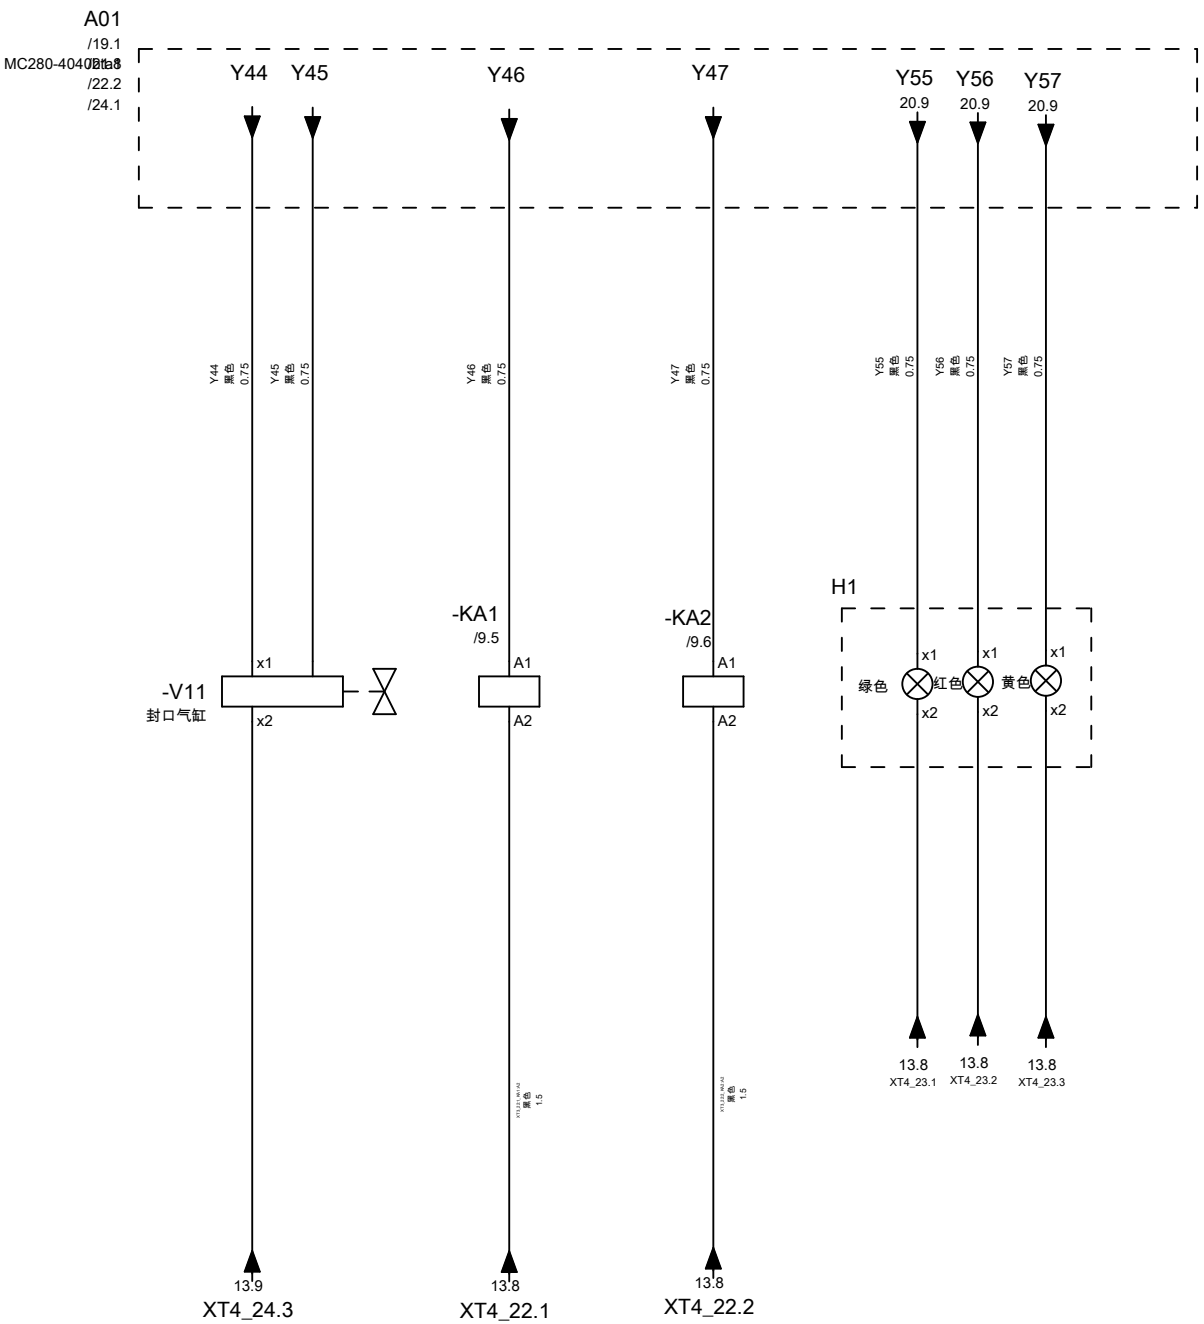 A01
/19.1
/22.2
/24.1
Y44
Y45
Y46
Y47
Y55
20.9
Y56
20.9
Y57
20.9
Y44
黑色
0.75
Y45
黑色
0.75
Y46
黑色
0.75
Y47
黑色
0.75
Y55
黑色
0.75
Y56
黑色
0.75
Y57
黑色
0.75
H1
-KA1
/9.5
-KA2
/9.6
-V11
封口气缸
x1
x2
A1
A2
A1
A2
绿色
x1
x2
红色
x1
x2
黄色
x1
x2
13.8
XT4_23.1
13.8
XT4_23.2
13.8
XT4_23.3
黑色
1.5
黑色
1.5
13.9
XT4_24.3
13.8
XT4_22.1
13.8
XT4_22.2